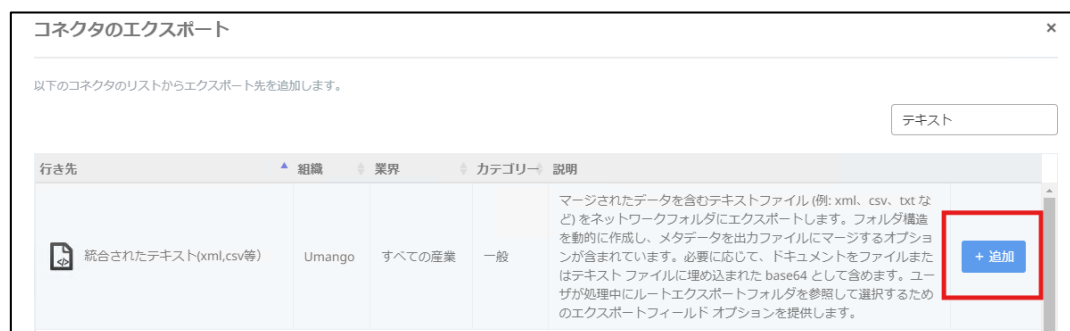 コネクタのエクスポート ×
以下のコネクタのリストからエクスポート先を追加します。
テキスト
行き先 組織 業界 カテゴリー 説明
マージされたデータを含むテキストファイル (例: xml、csv、txt な
ど) をネットワークフォルダにエクスポートします。フォルダ構造
を動的に作成し、メタデータを出力ファイルにマージするオプショ
統合されたテキスト(xml,csv等） Umango すべての産業 一般 ンが含まれています。必要に応じて、ドキュメントをファイルまた + 追加
はテキスト ファイルに埋め込まれた base64 として含めます。ユー
ザが処理中にルートエクスポートフォルダを参照して選択するため
のエクスポートフィールド オプションを提供します。